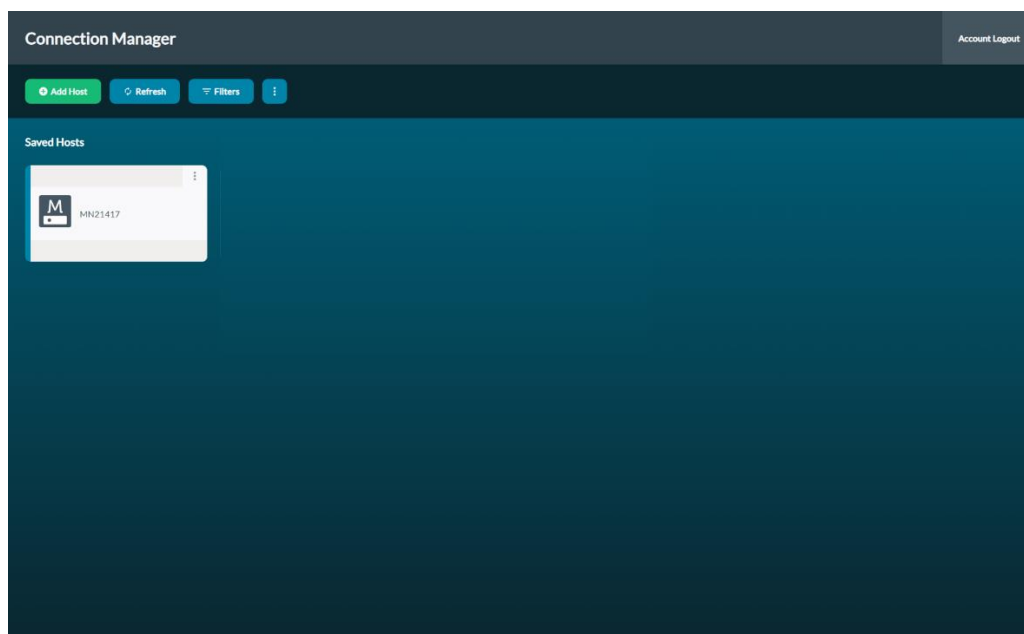 Connection Manager
Account Logout
Add Host
Refresh
Filters
Saved Hosts
M
MN21417